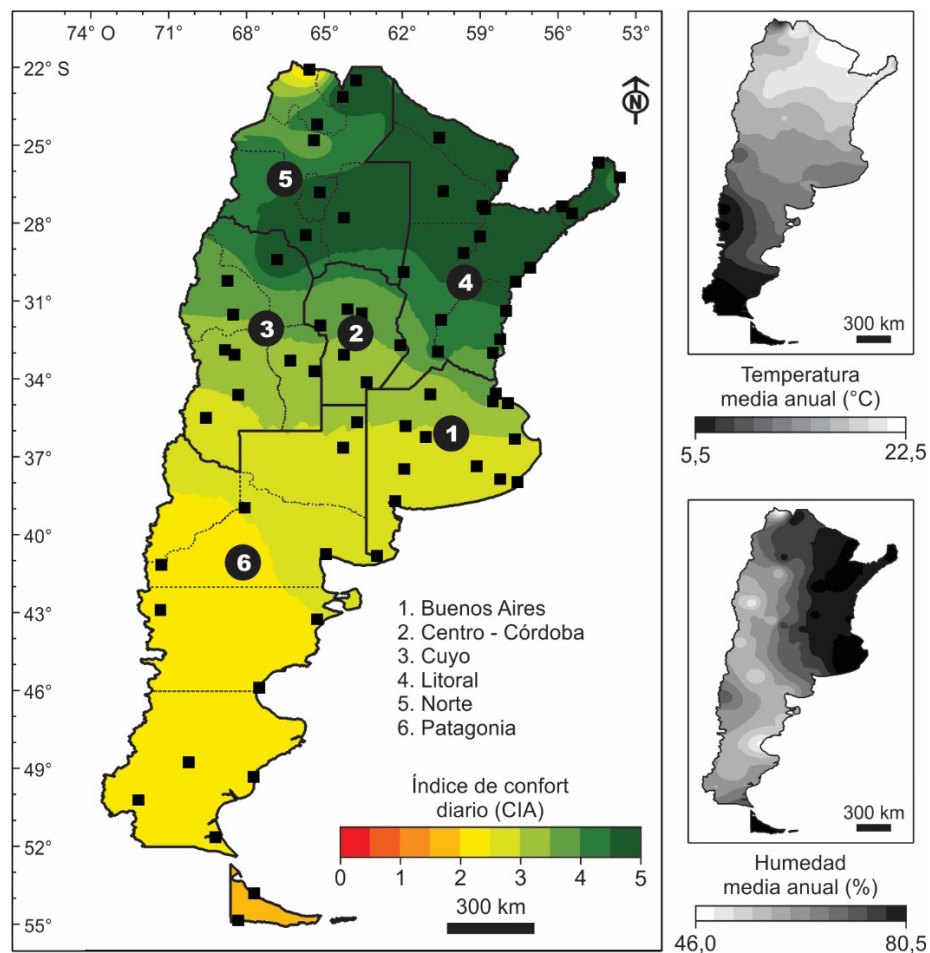 74° O 71° 68° 65° 62° 59° 56° 53°
22° S
25°
28°
31°
34°
37°
40°
43°
46°
49°
52°
55°
N
5
3
2
4
1
6
1. Buenos Aires
2. Centro - Córdoba
3. Cuyo
4. Litoral
5. Norte
6. Patagonia
Índice de confort
diario (CIA)
0 1 2 3 4 5
300 km
300 km
Temperatura
media anual (°C)
5,5 22,5
300 km
Humedad
media anual (%)
46,0 80,5